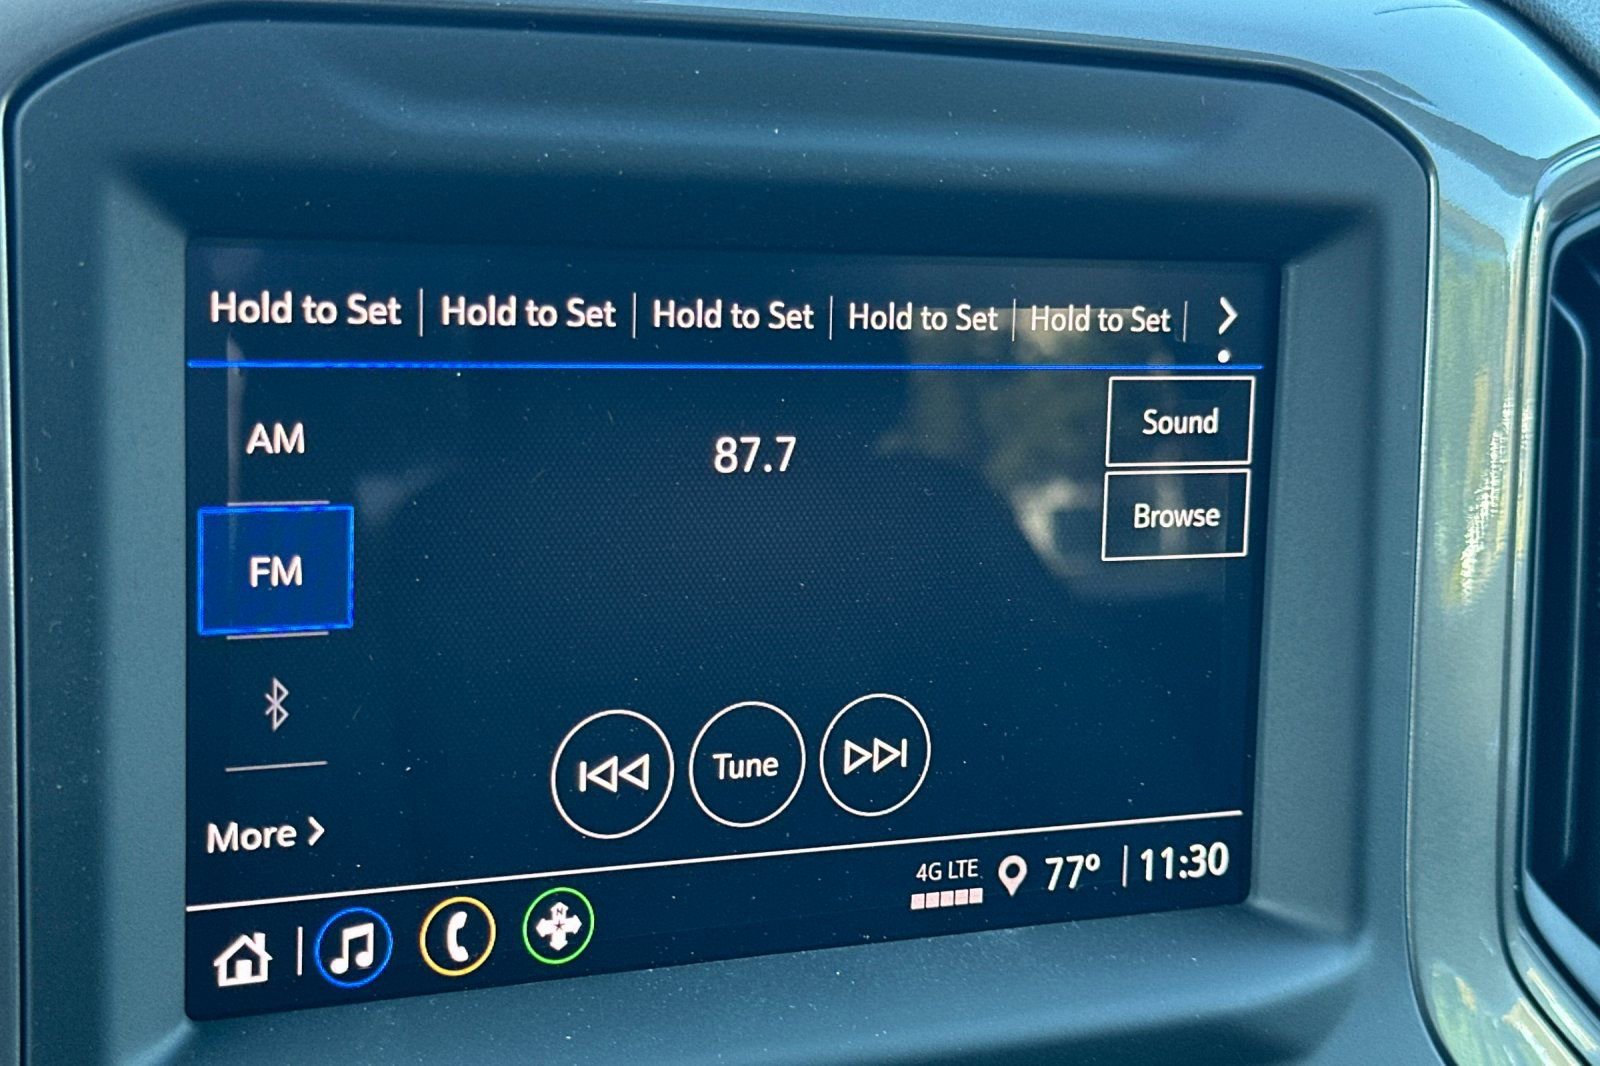 Hold to Set | Hold to Set | Hold to Set | Hold to Set | Hold to Set |
AM
87.7
Sound
FM
Browse
Tune
More
4G LTE
77° | 11:30
N